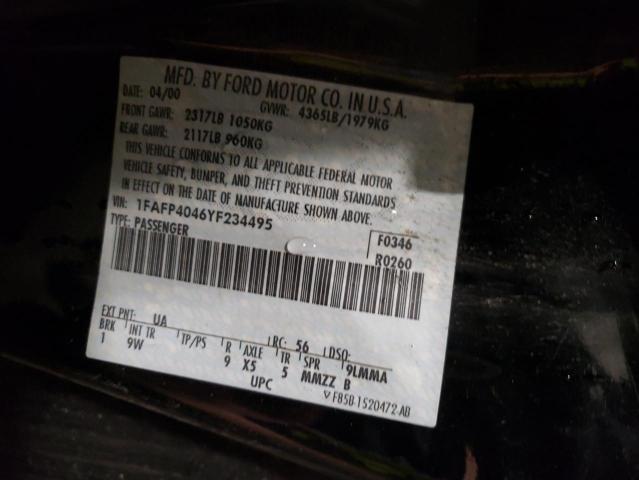 MFD. BY FORD MOTOR CO. IN U.S.A.
DATE: 04/00 GVWR: 4365LB/1979KG
FRONT GAWR: 2317LB 1050KG
REAR GAWR: 2117LB 960KG
THIS VEHICLE CONFORMS TO ALL APPLICABLE FEDERAL MOTOR
VEHICLE SAFETY, BUMPER, AND THEFT PREVENTION STANDARDS
IN EFFECT ON THE DATE OF MANUFACTURE SHOWN ABOVE.
VIN: 1FAFP4046YF234495
TYPE: PASSENGER F0346
R0260
EXT PNT: UA RC: 56 DSO:
BRK INT TR TP/PS R AXLE TR SPR 9LMMA
1 9W 9 X5 5 MMZZ B
UPC
F85B-1520472-AB